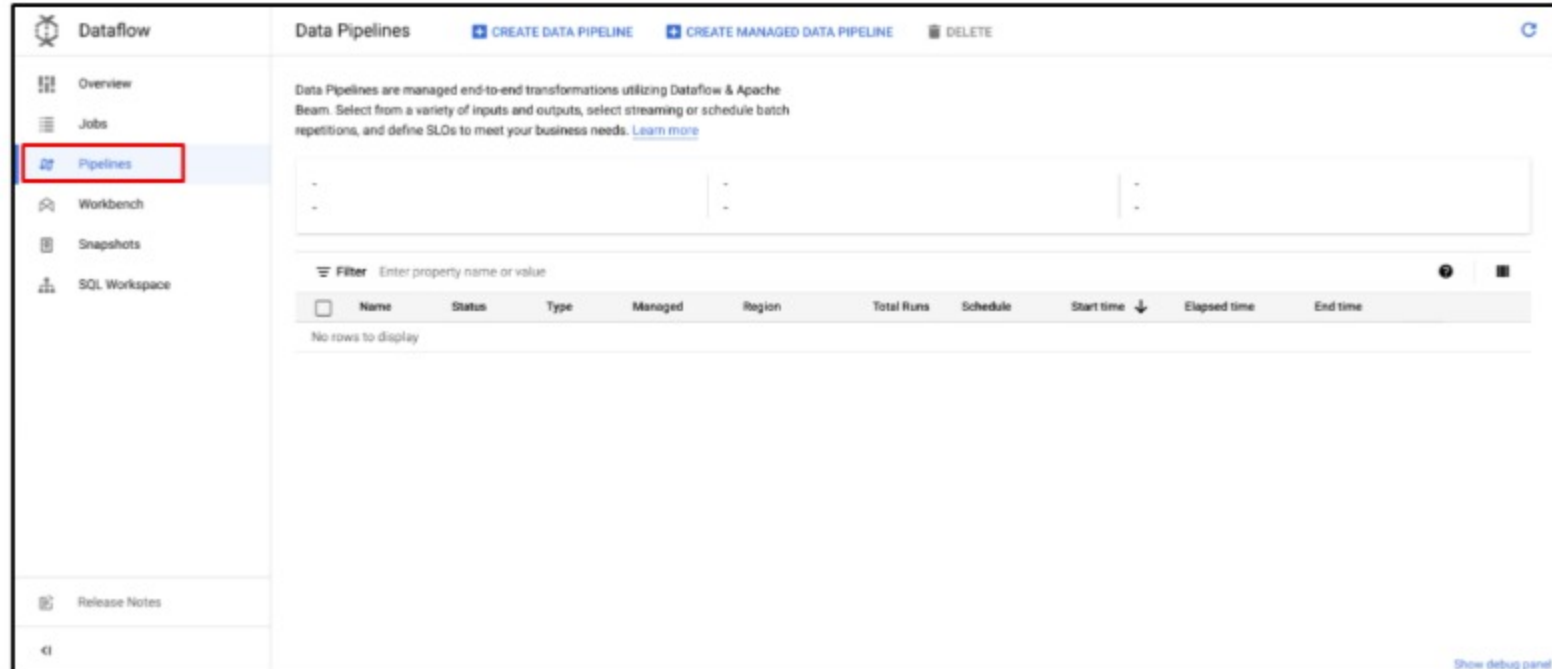 Dataflow
Overview
Jobs
Pipelines
Workbench
Snapshots
SQL Workspace
Release Notes
Data Pipelines CREATE DATA PIPELINE CREATE MANAGED DATA PIPELINE DELETE
Data Pipelines are managed end-to-end transformations utilizing Dataflow & Apache
Beam. Select from a variety of inputs and outputs, select streaming or schedule batch
repetitions, and define SLOs to meet your business needs. Learn more
- - -
- - -
Filter Enter property name or value
Name Status Type Managed Region Total Runs Schedule Start time Elapsed time End time
No rows to display
Show debug panel